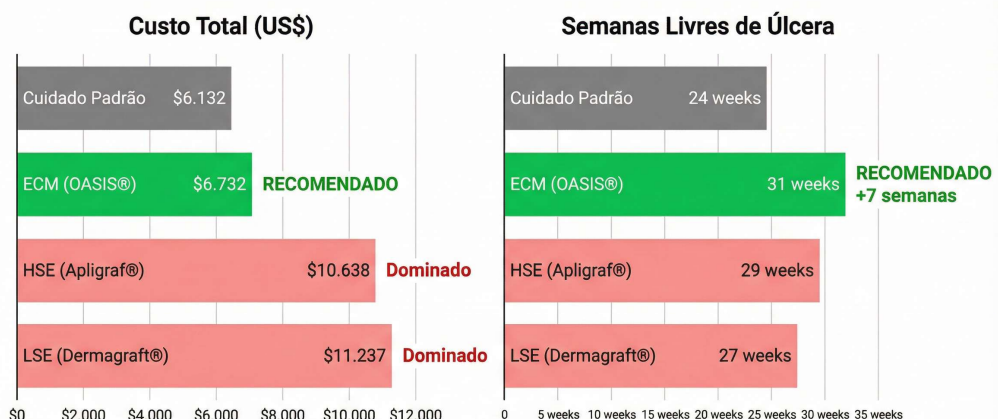 Custo Total (US$)
Cuidado Padrão $6.132
ECM (OASIS®) $6.732 RECOMENDADO
HSE (Apligraf®) $10.638 Dominado
LSE (Dermagraft®) $11.237 Dominado
$0 $2.000 $4.000 $6.000 $8.000 $10.000 $12.000
Semanas Livres de Úlcera
Cuidado Padrão 24 weeks
ECM (OASIS®) 31 weeks RECOMENDADO
+7 semanas
HSE (Apligraf®) 29 weeks
LSE (Dermagraft®) 27 weeks
0 5 weeks 10 weeks 15 weeks 20 weeks 25 weeks 30 weeks 35 weeks